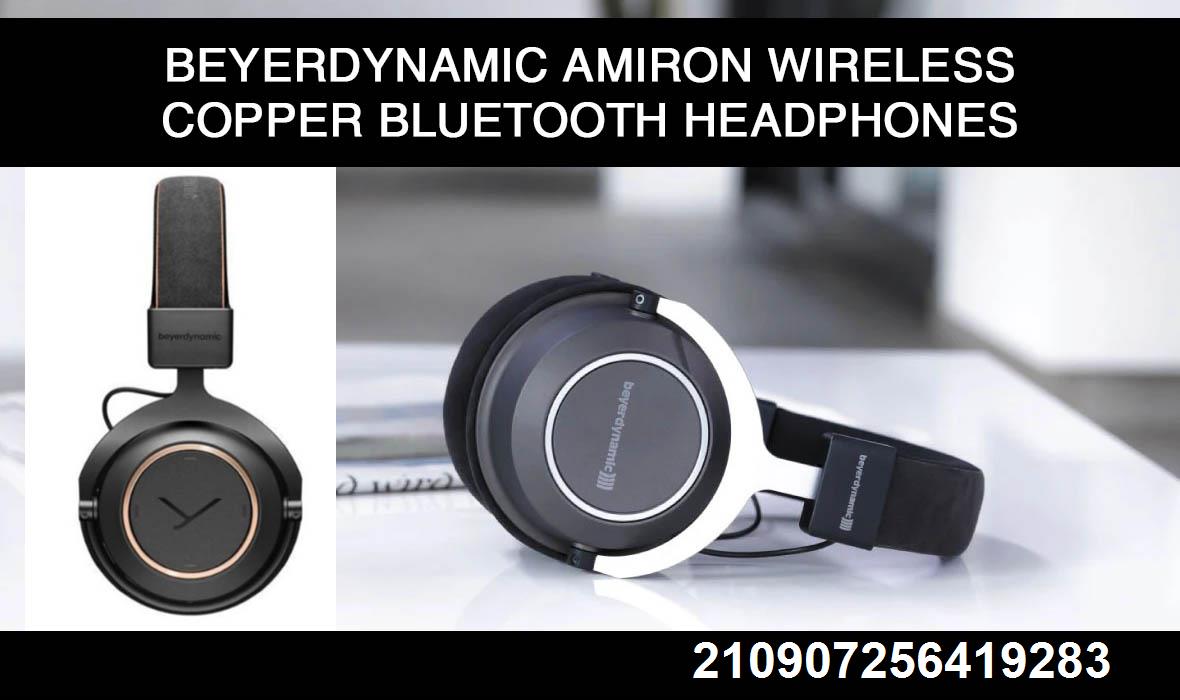 BEYERDYNAMIC AMIRON WIRELESS
COPPER BLUETOOTH HEADPHONES
beyerdynamic
beyerdynamic
beyerdynamic
210907256419283